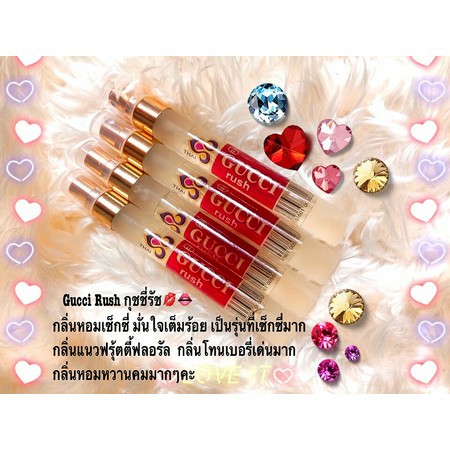 THAI
GUCCI
rush
THAI
GUCCI
rush
THAI
GUCCI
rush
Gucci Rush กุชชี่รัช💋👄
กลิ่นหอมเซ็กซี่ มั่นใจเต็มร้อย เป็นรุ่นที่เซ็กซี่มาก
กลิ่นแนวฟรุ้ตตี้ฟลอรัล กลิ่นโทนเบอรี่เด่นมาก
กลิ่นหอมหวานคมมากๆคะ